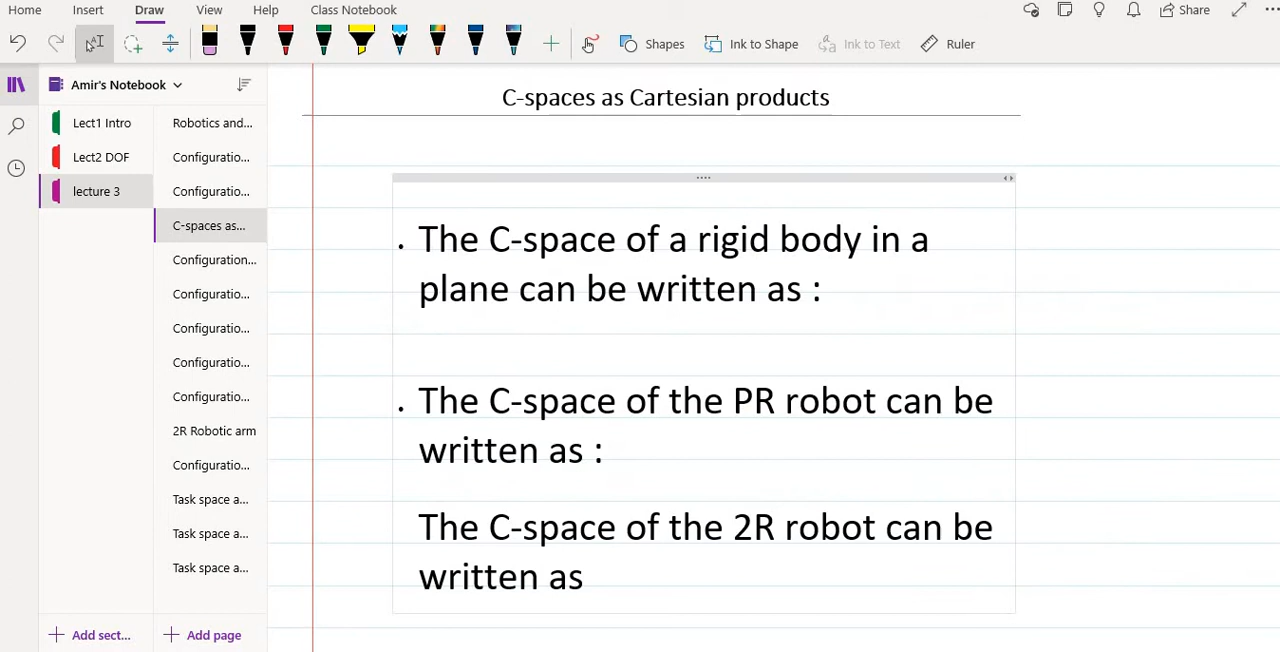 Home Insert Draw View Help Class Notebook
Share
Shapes Ink to Shape Ink to Text Ruler
Amir's Notebook
Lect1 Intro
Lect2 DOF
lecture 3
Add sect...
Robotics and...
Configuratio...
Configuratio...
C-spaces as...
Configuration...
Configuratio...
Configuratio...
Configuratio...
Configuratio...
2R Robotic arm
Configuratio...
Task space a...
Task space a...
Task space a...
Add page
C-spaces as Cartesian products
. The C-space of a rigid body in a
plane can be written as :
. The C-space of the PR robot can be
written as :
The C-space of the 2R robot can be
written as